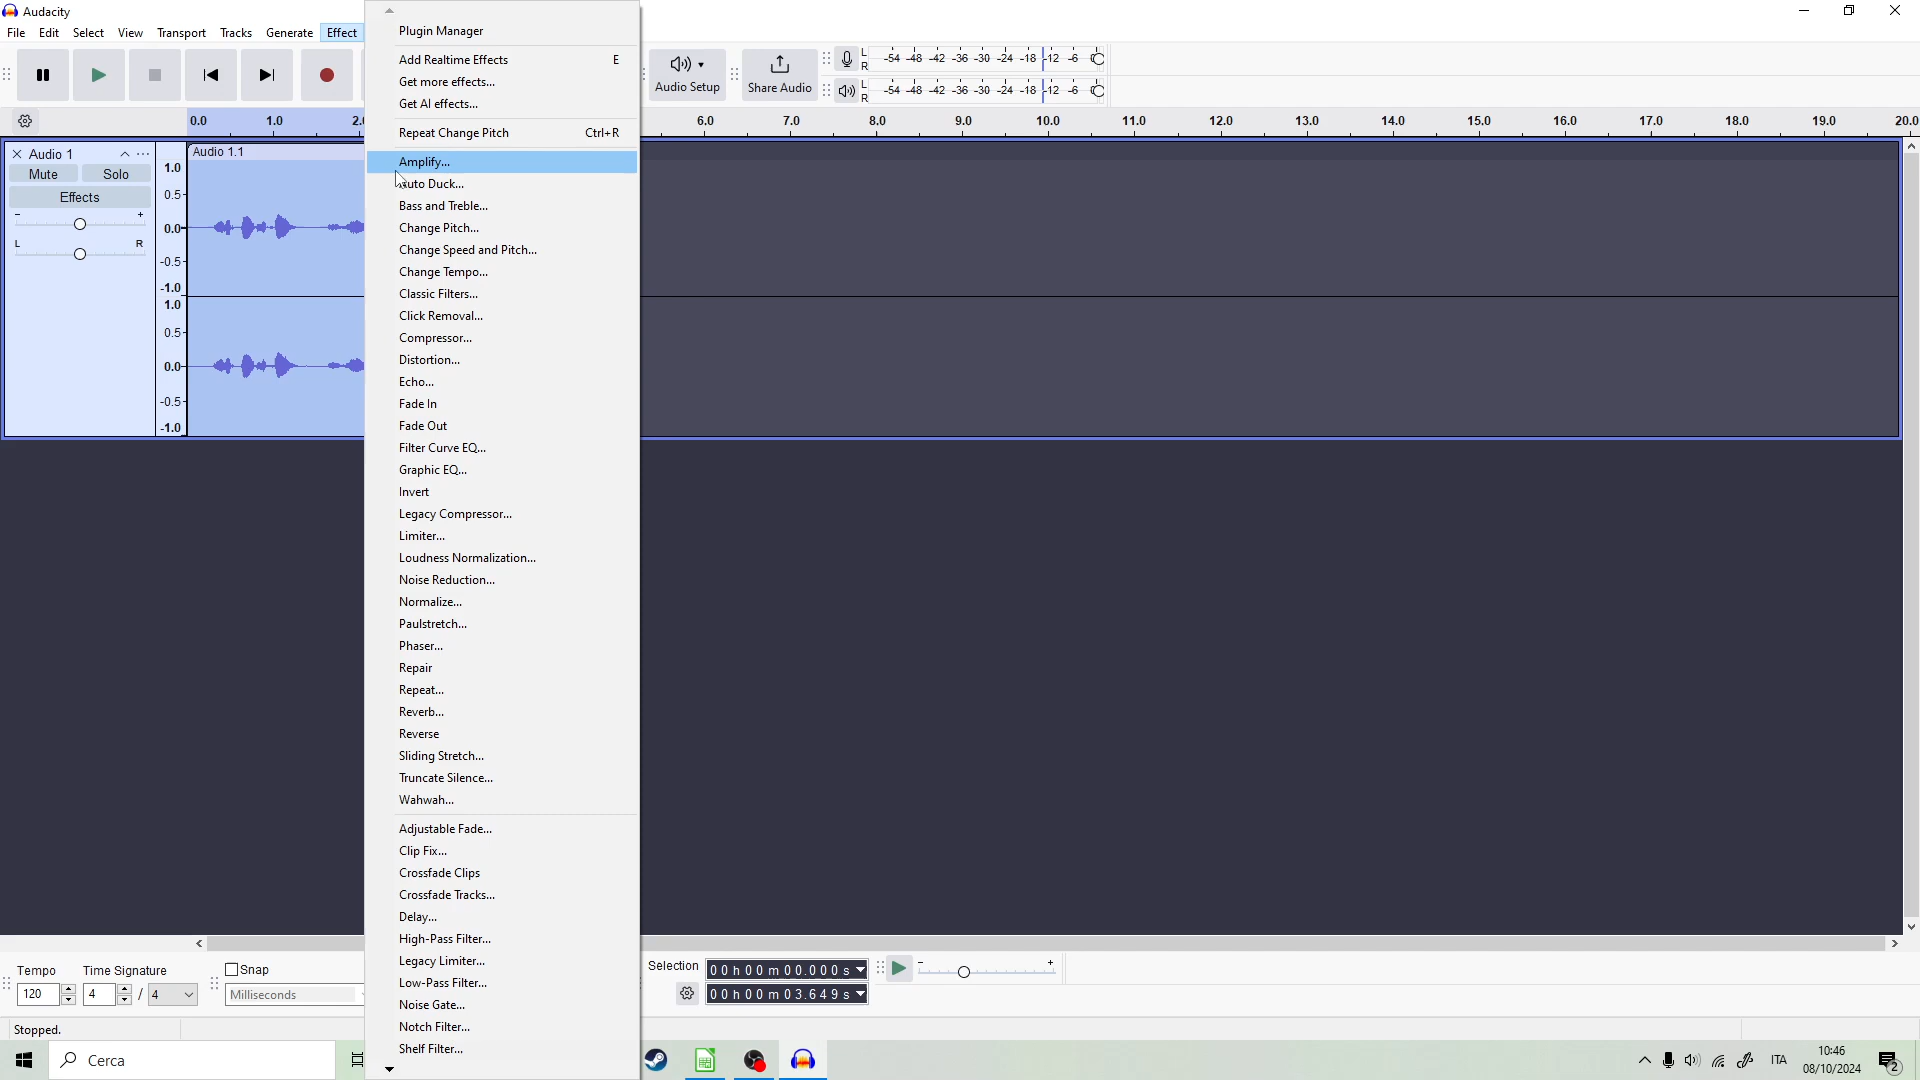 Audacity
File Edit Select View Transport Tracks Generate Effect
Plugin Manager
Add Realtime Effects E
Get more effects...
Get AI effects...
Repeat Change Pitch Ctrl+R
Amplify...
uto Duck...
Bass and Treble...
Change Pitch...
Change Speed and Pitch...
Change Tempo...
Classic Filters...
Click Removal...
Compressor...
Distortion...
Echo...
Fade In
Fade Out
Filter Curve EQ...
Graphic EQ...
Invert
Legacy Compressor...
Limiter...
Loudness Normalization...
Noise Reduction...
Normalize...
Paulstretch...
Phaser...
Repair
Repeat...
Reverb...
Reverse
Sliding Stretch...
Truncate Silence...
Wahwah...
Adjustable Fade...
Clip Fix...
Crossfade Clips
Crossfade Tracks...
Delay...
High-Pass Filter...
Legacy Limiter...
Low-Pass Filter...
Noise Gate...
Notch Filter...
Shelf Filter...
Audio Setup
Share Audio
L R -54 -48 -42 -36 -30 -24 -18 -12 -6
L R -54 -48 -42 -36 -30 -24 -18 -12 -6
0.0 1.0 2. 6.0 7.0 8.0 9.0 10.0 11.0 12.0 13.0 14.0 15.0 16.0 17.0 18.0 19.0 20.0
Audio 1
Mute Solo
Effects
- +
L R
Audio 1.1
1.0
0.5
0.0
-0.5
-1.0
1.0
0.5
0.0
-0.5
-1.0
Tempo
120
Time Signature
4 / 4
Snap
Milliseconds
Selection
00h00m00.000s
00h00m03.649s
- +
Stopped.
Cerca
ITA
10:46
08/10/2024
2